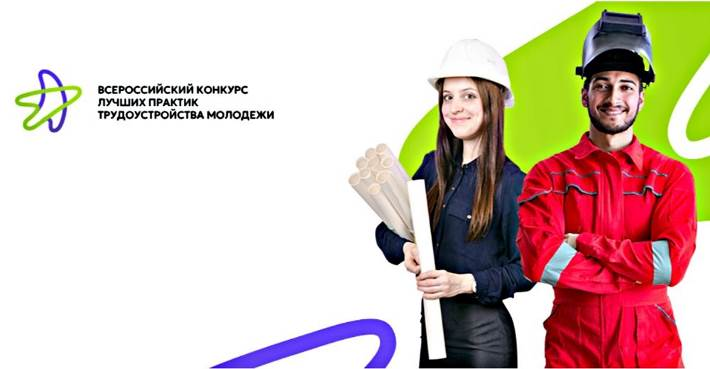 ВСЕРОССИЙСКИЙ КОНКУРС
ЛУЧШИХ ПРАКТИК
ТРУДОУСТРОЙСТВА МОЛОДЕЖИ